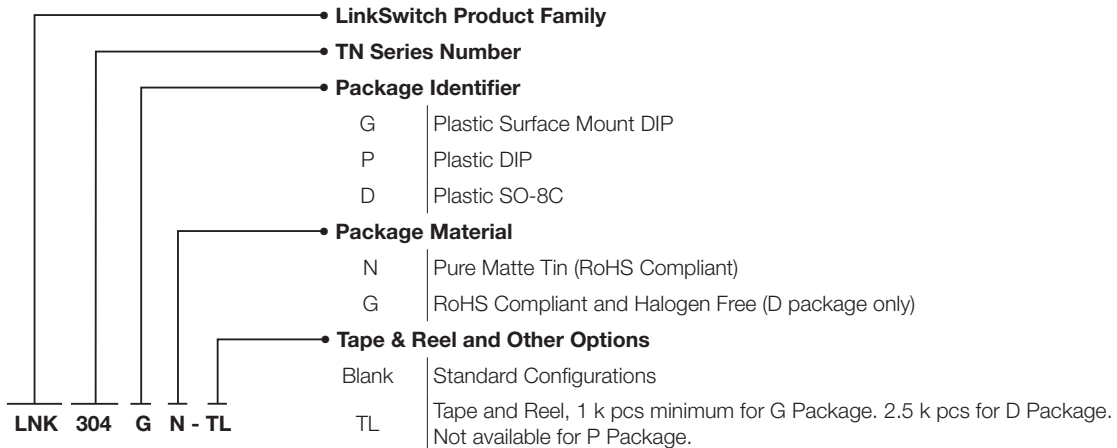 LinkSwitch Product Family
TN Series Number
Package Identifier
G Plastic Surface Mount DIP
P Plastic DIP
D Plastic SO-8C
Package Material
N Pure Matte Tin (RoHS Compliant)
G RoHS Compliant and Halogen Free (D package only)
Tape & Reel and Other Options
Blank Standard Configurations
TL Tape and Reel, 1 k pcs minimum for G Package. 2.5 k pcs for D Package.
Not available for P Package.
LNK 304 G N - TL